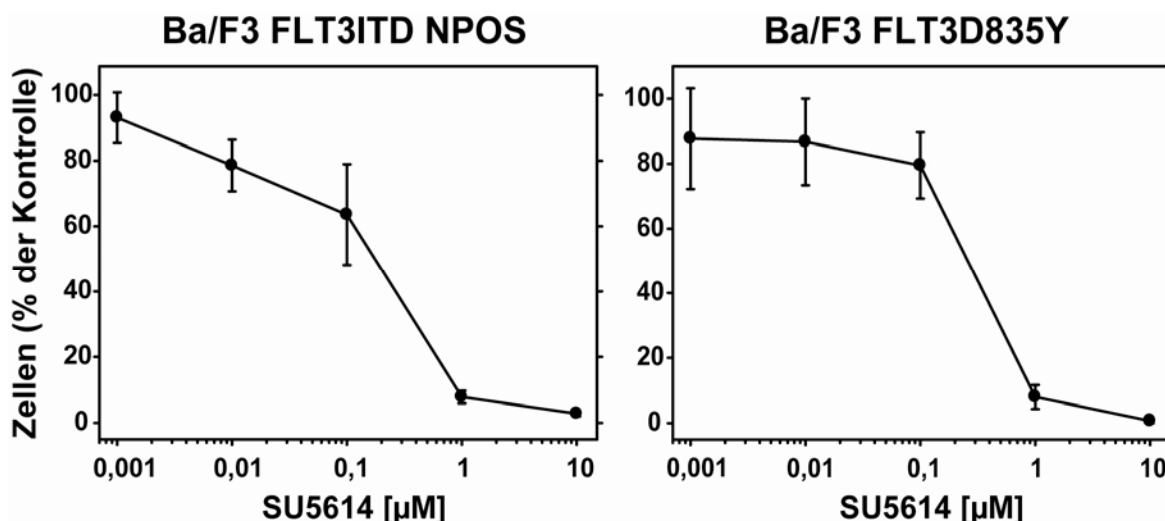 Ba/F3 FLT3ITD NPOS
Ba/F3 FLT3D835Y
Zellen (% der Kontrolle)
100
80
60
40
20
0
0,001 0,01 0,1 1 10
SU5614 [µM]
100
80
60
40
20
0
0,001 0,01 0,1 1 10
SU5614 [µM]